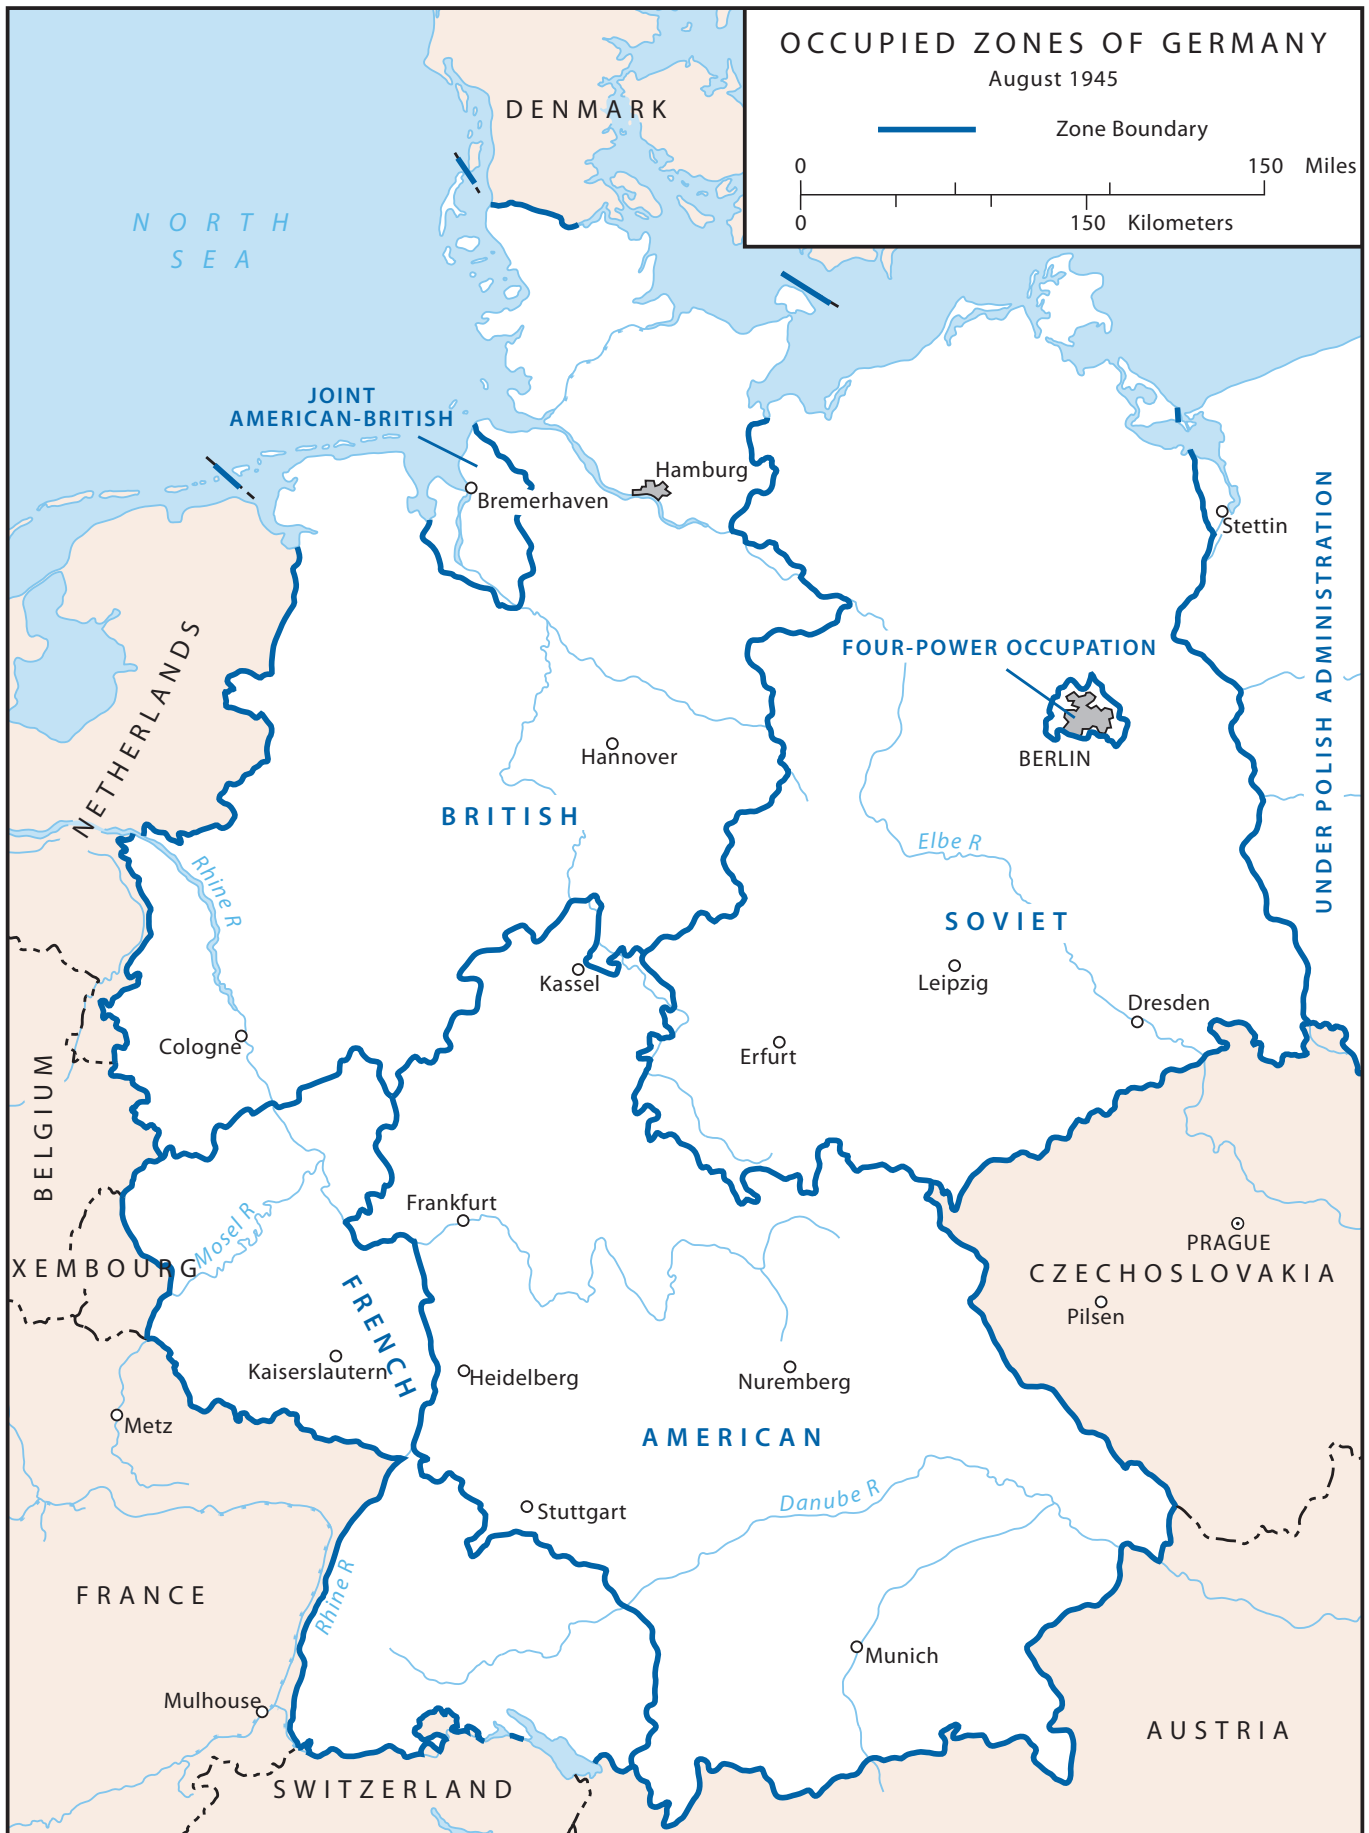 OCCUPIED ZONES OF GERMANY
August 1945
Zone Boundary
0 150 Miles
0 150 Kilometers
DENMARK
NORTH
SEA
JOINT
AMERICAN-BRITISH
Hamburg
Bremerhaven
Stettin
UNDER POLISH ADMINISTRATION
NETHERLANDS
FOUR-POWER OCCUPATION
BERLIN
Hannover
BRITISH
Elbe R
Rhine R
SOVIET
Kassel
Leipzig
Dresden
Cologne
Erfurt
BELGIUM
Frankfurt
Mosel R
PRAGUE
XEMBOURG
CZECHOSLOVAKIA
FRENCH
Pilsen
Kaiserslautern
Heidelberg
Nuremberg
Metz
AMERICAN
Danube R
Stuttgart
FRANCE
Rhine R
Munich
Mulhouse
AUSTRIA
SWITZERLAND